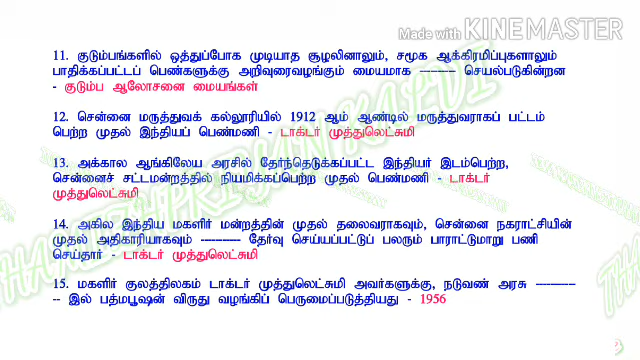 Made with KINEMASTER
11. குடும்பங்களில் ஒத்துப்போக முடியாத சூழலினாலும், சமூக ஆக்கிரமிப்புகளாலும்
பாதிக்கப்பட்டப் பெண்களுக்கு அறிவுரைவழங்கும் மையமாக --------- செயல்படுகின்றன
- குடும்ப ஆலோசனை மையங்கள்
12. சென்னை மருத்துவக் கல்லூரியில் 1912 ஆம் ஆண்டில் மருத்துவராகப் பட்டம்
பெற்ற முதல் இந்தியப் பெண்மணி - டாக்டர் முத்துலெட்சுமி
13. அக்கால ஆங்கிலேய அரசில் தேர்ந்தெடுக்கப்பட்ட இந்தியர் இடம்பெற்ற,
சென்னைச் சட்டமன்றத்தில் நியமிக்கப்பெற்ற முதல் பெண்மணி - டாக்டர்
முத்துலெட்சுமி
14. அகில இந்திய மகளிர் மன்றத்தின் முதல் தலைவராகவும், சென்னை நகராட்சியின்
முதல் அதிகாரியாகவும் ---------- தேர்வு செய்யப்பட்டுப் பலரும் பாராட்டுமாறு பணி
செய்தார் - டாக்டர் முத்துலெட்சுமி
15. மகளிர் குலத்திலகம் டாக்டர் முத்துலெட்சுமி அவர்களுக்கு, நடுவண் அரசு ----------
-- இல் பத்மபூஷன் விருது வழங்கிப் பெருமைப்படுத்தியது - 1956